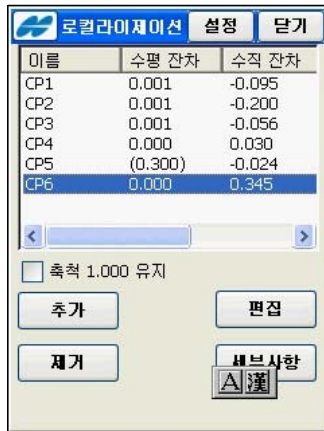 로컬라이제이션 설정 닫기
이름 수평 잔차 수직 잔차
CP1 0.001 -0.095
CP2 0.001 -0.200
CP3 0.001 -0.056
CP4 0.000 0.030
CP5 (0.300) -0.024
CP6 0.000 0.345
축척 1.000 유지
추가 편집
제거 세부사항
A 漢